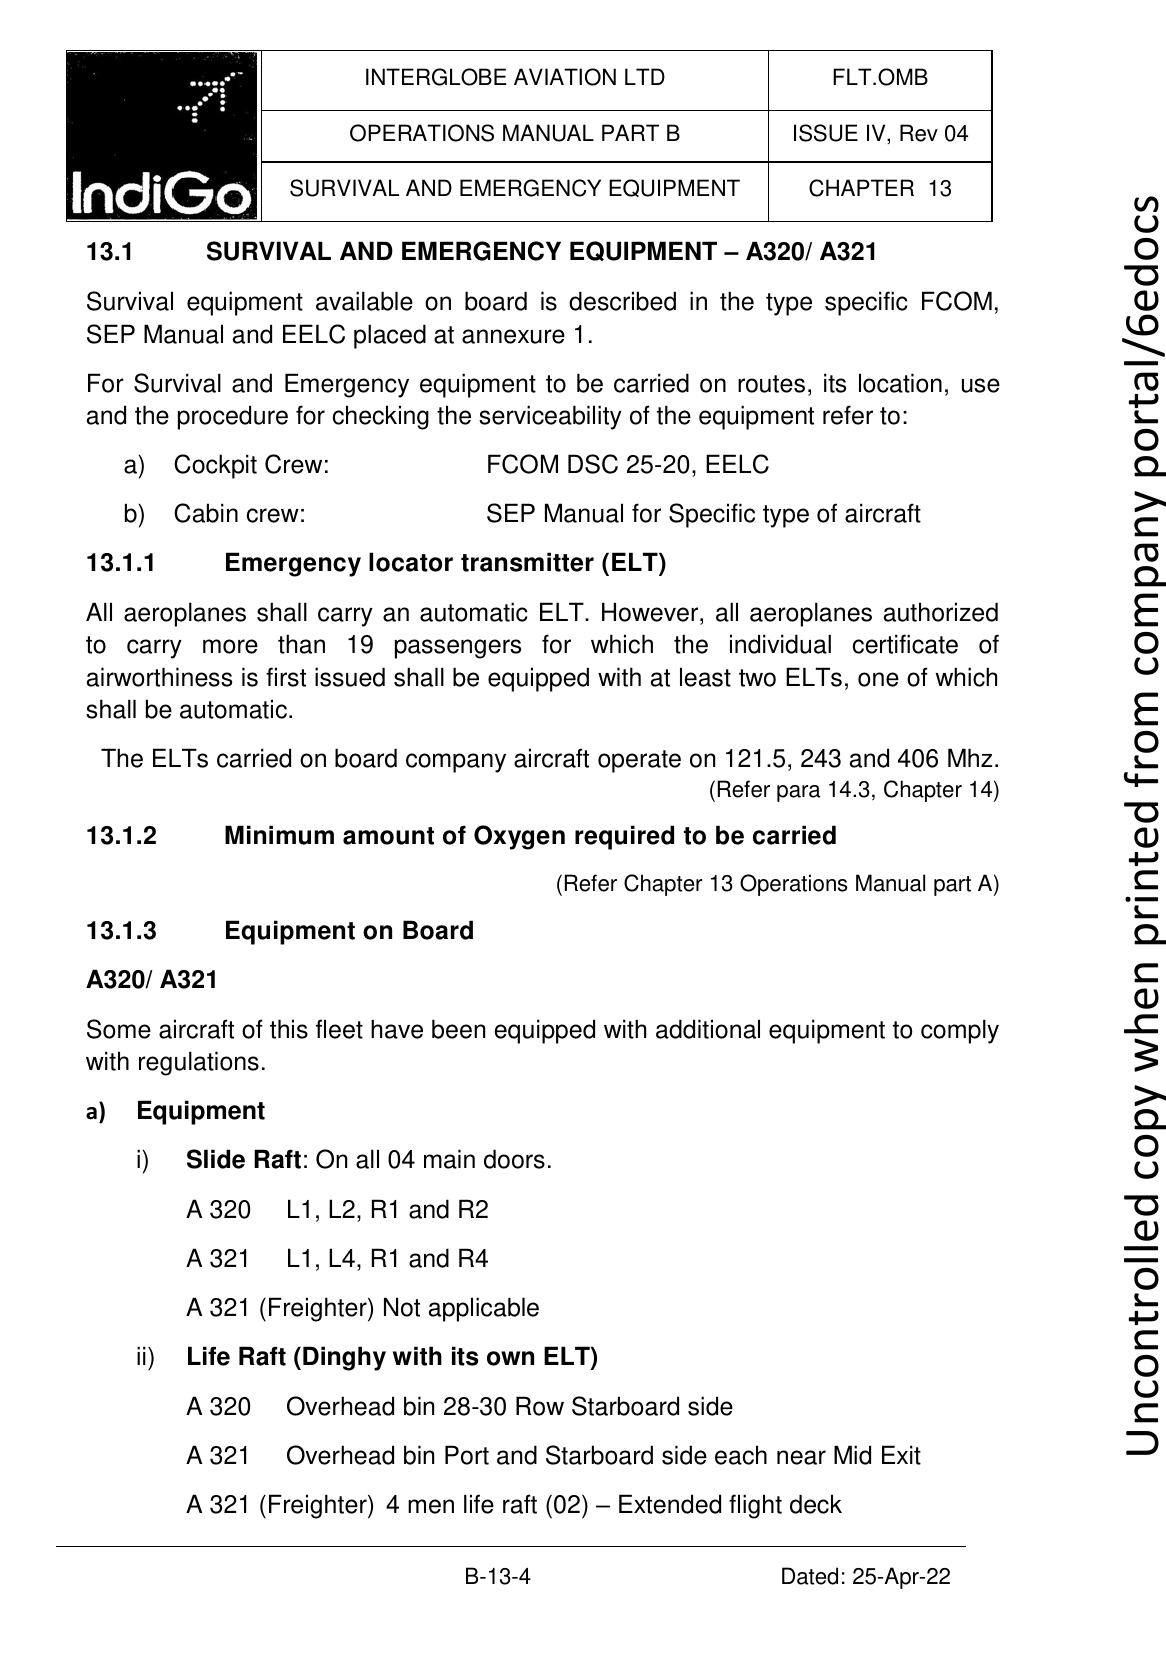 IndiGo
INTERGLOBE AVIATION LTD
FLT.OMB
OPERATIONS MANUAL PART B
ISSUE IV, Rev 04
SURVIVAL AND EMERGENCY EQUIPMENT
CHAPTER 13
13.1 SURVIVAL AND EMERGENCY EQUIPMENT – A320/ A321
Survival equipment available on board is described in the type specific FCOM,
SEP Manual and EELC placed at annexure 1.
For Survival and Emergency equipment to be carried on routes, its location, use
and the procedure for checking the serviceability of the equipment refer to:
a) Cockpit Crew: FCOM DSC 25-20, EELC
b) Cabin crew: SEP Manual for Specific type of aircraft
13.1.1 Emergency locator transmitter (ELT)
All aeroplanes shall carry an automatic ELT. However, all aeroplanes authorized
to carry more than 19 passengers for which the individual certificate of
airworthiness is first issued shall be equipped with at least two ELTs, one of which
shall be automatic.
The ELTs carried on board company aircraft operate on 121.5, 243 and 406 Mhz.
(Refer para 14.3, Chapter 14)
13.1.2 Minimum amount of Oxygen required to be carried
(Refer Chapter 13 Operations Manual part A)
13.1.3 Equipment on Board
A320/ A321
Some aircraft of this fleet have been equipped with additional equipment to comply
with regulations.
a) Equipment
i) Slide Raft: On all 04 main doors.
A 320 L1, L2, R1 and R2
A 321 L1, L4, R1 and R4
A 321 (Freighter) Not applicable
ii) Life Raft (Dinghy with its own ELT)
A 320 Overhead bin 28-30 Row Starboard side
A 321 Overhead bin Port and Starboard side each near Mid Exit
A 321 (Freighter) 4 men life raft (02) – Extended flight deck
B-13-4 Dated: 25-Apr-22
Uncontrolled copy when printed from company portal/6edocs